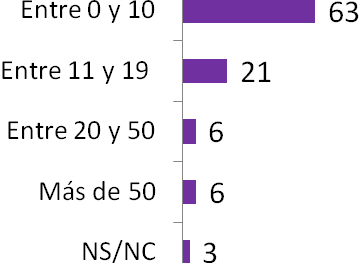 Entre 0 y 10 63
Entre 11 y 19 21
Entre 20 y 50 6
Más de 50 6
NS/NC 3